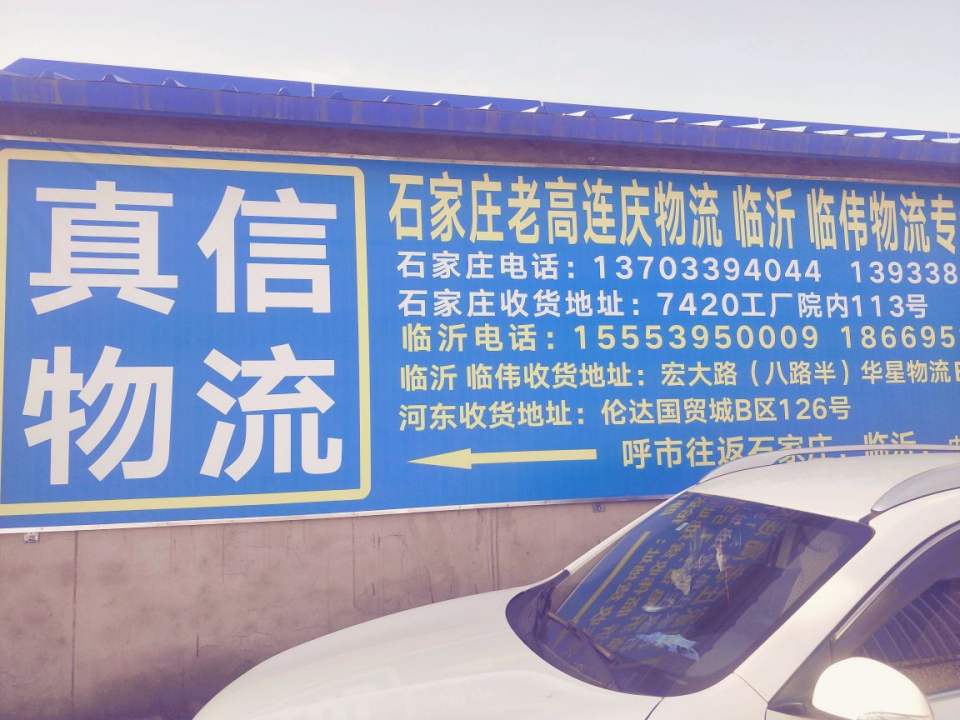 真信
物流
石家庄老高连庆物流 临沂 临伟物流专
石家庄电话：13703394044 139338
石家庄收货地址：7420工厂院内113号
临沂电话：15553950009 186695
临沂 临伟收货地址：宏大路（八路半）华星物流
河东收货地址：伦达国贸城B区126号
呼市往返石家庄、临沂、